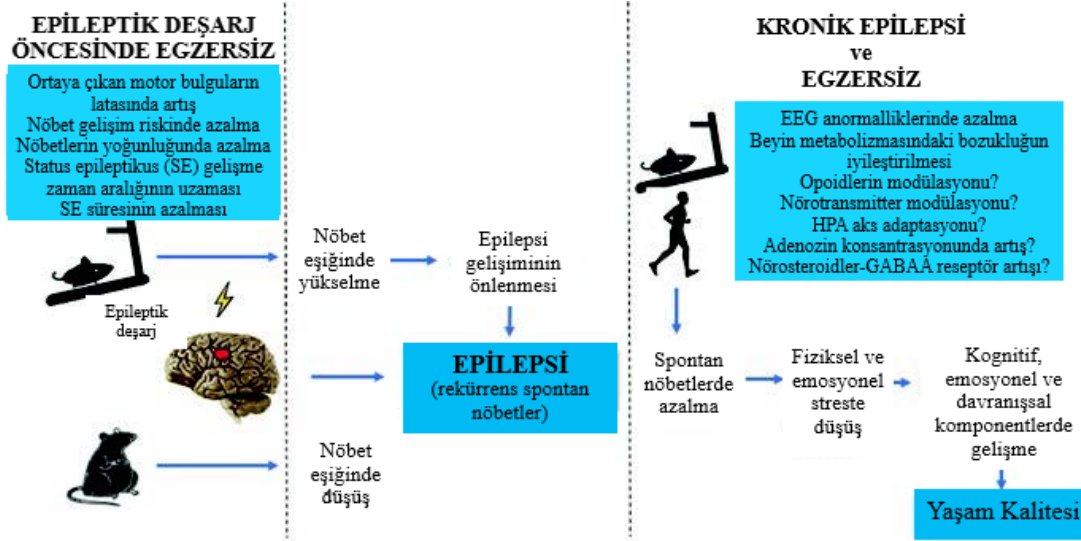 EPİLEPTİK DEŞARJ
ÖNCESİNDE EGZERSİZ
Ortaya çıkan motor bulguların
latasında artış
Nöbet gelişim riskinde azalma
Nöbetlerin yoğunluğunda azalma
Status epileptikus (SE) gelişme
zaman aralığının uzaması
SE süresinin azalması
Epileptik
deşarj
Nöbet
eşiğinde
yükselme
Epilepsi
gelişiminin
önlenmesi
EPİLEPSİ
(rekürrens spontan
nöbetler)
Nöbet
eşiğinde
düşüş
KRONİK EPİLEPSİ
ve
EGZERSİZ
EEG anormalliklerinde azalma
Beyin metabolizmasındaki bozukluğun
iyileştirilmesi
Opoidlerin modülasyonu?
Nörotransmitter modülasyonu?
HPA aks adaptasyonu?
Adenozin konsantrasyonunda artış?
Nörosteroidler-GABAA reseptör artışı?
Spontan
nöbetlerde
azalma
Fiziksel ve
emosyonel
streste
düşüş
Kognitif,
emosyonel ve
davranışsal
komponentlerde
gelişme
Yaşam Kalitesi